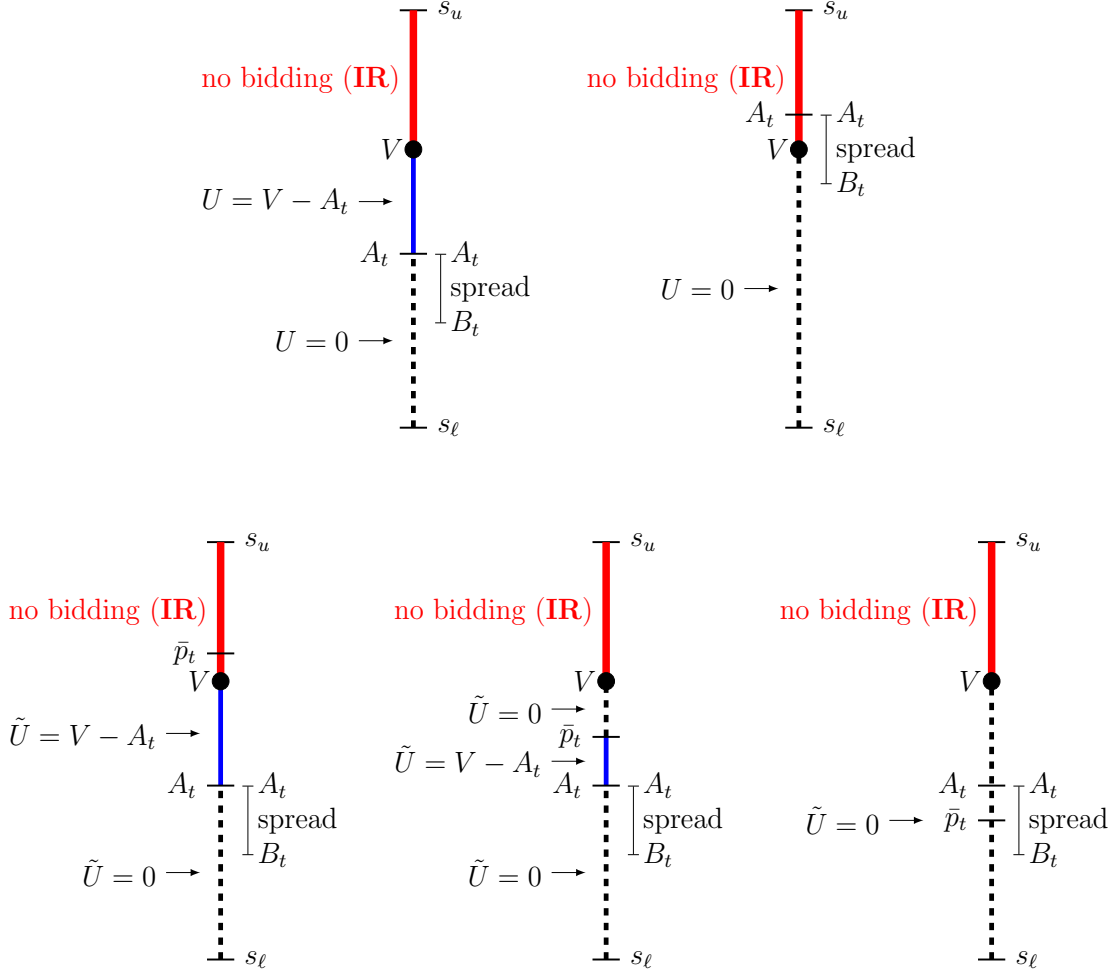 s_u
no bidding (IR)
V
U = V − A_t
A_t
A_t
spread
B_t
U = 0
s_ℓ
s_u
no bidding (IR)
A_t
A_t
V
spread
B_t
U = 0
s_ℓ
s_u
no bidding (IR)
p̄_t
V
Ũ = V − A_t
A_t
A_t
spread
B_t
Ũ = 0
s_ℓ
s_u
no bidding (IR)
V
Ũ = 0
p̄_t
Ũ = V − A_t
A_t
A_t
spread
B_t
Ũ = 0
s_ℓ
s_u
no bidding (IR)
V
A_t
A_t
Ũ = 0
p̄_t
spread
B_t
s_ℓ